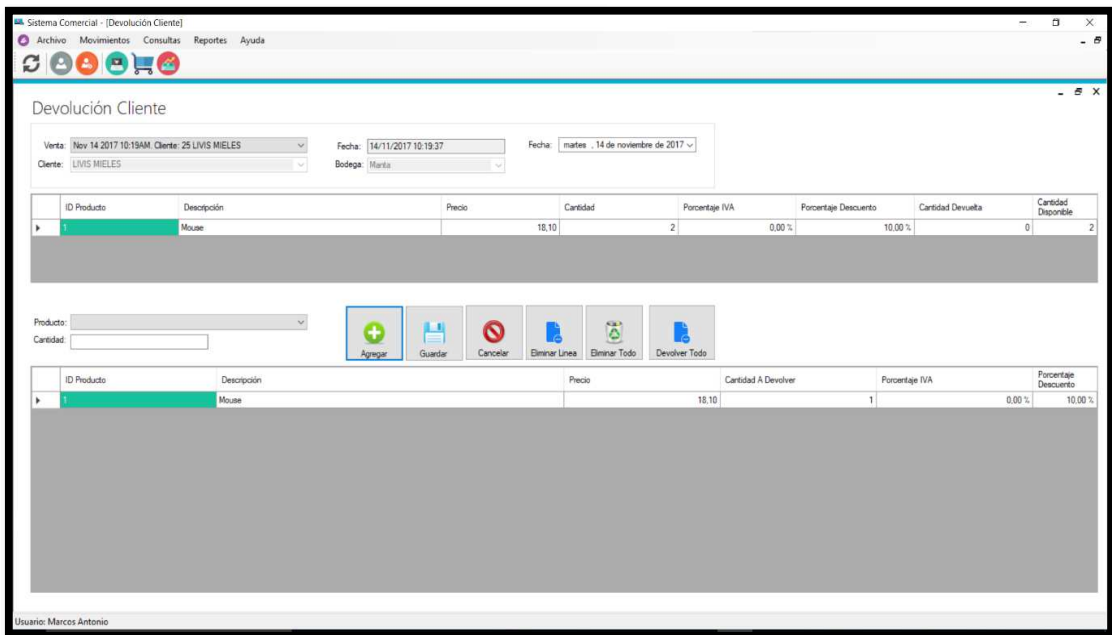 Sistema Comercial - [Devolución Cliente]
Archivo Movimientos Consultas Reportes Ayuda
Devolución Cliente
Venta: Nov 14 2017 10:19AM. Cliente: 25 LIVIS MIELES Fecha: 14/11/2017 10:19:37 Fecha: martes , 14 de noviembre de 2017
Cliente: LIVIS MIELES Bodega: Manta
ID Producto Descripción Precio Cantidad Porcentaje IVA Porcentaje Descuento Cantidad Devuelta Cantidad Disponible
1 Mouse 18,10 2 0,00 % 10,00 % 0 2
Producto:
Cantidad:
Agregar Guardar Cancelar Eliminar Linea Eliminar Todo Devolver Todo
ID Producto Descripción Precio Cantidad A Devolver Porcentaje IVA Porcentaje Descuento
1 Mouse 18,10 1 0,00 % 10,00 %
Usuario: Marcos Antonio